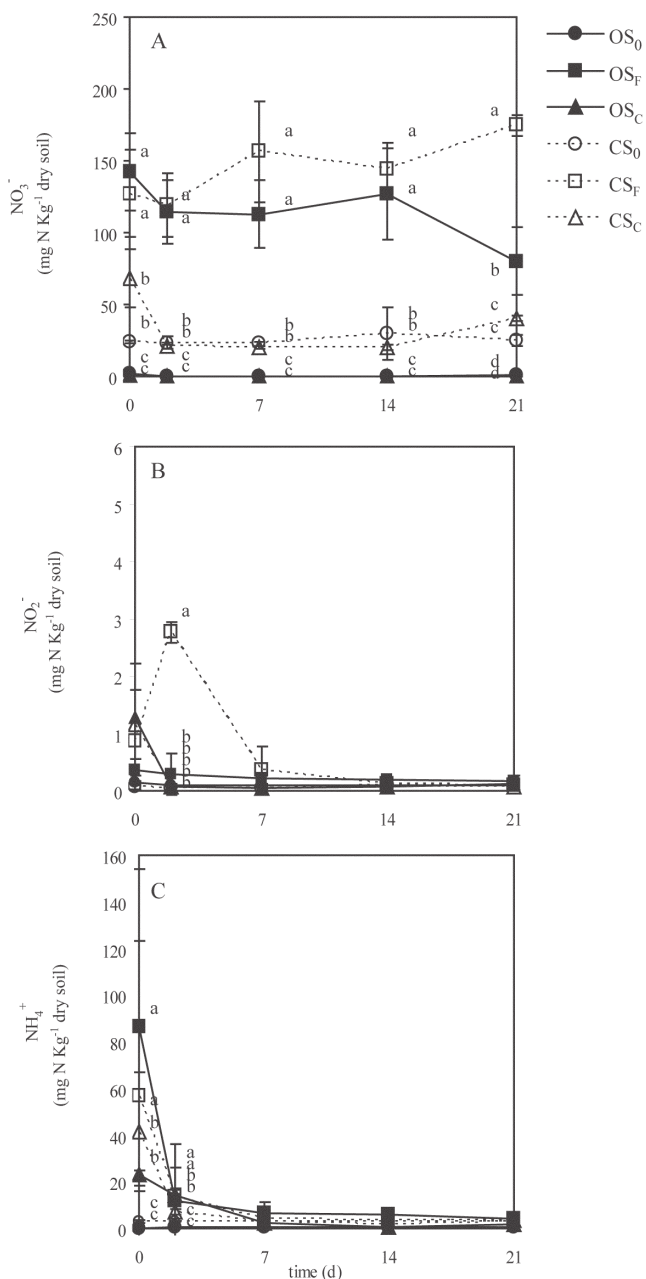 250
A
a
a
200
a
a
a
a
a
150
a
a
a
100
b
b
b
b
b
c
50
b
b
b
c
c
c
c
c
d
c
c
c
c
d
0
0
7
14
21
NO3-
(mg N Kg-1 dry soil)
OS0
OSF
OSC
CS0
CSF
CSC
6
B
5
4
3
a
2
b
b
1
b
b
b
0
0
7
14
21
NO2-
(mg N Kg-1 dry soil)
160
C
140
120
100
a
80
60
a
b
40
a
b
a
b
20
b
c
c
c
c
0
0
7
14
21
NH4+
(mg N Kg-1 dry soil)
time (d)